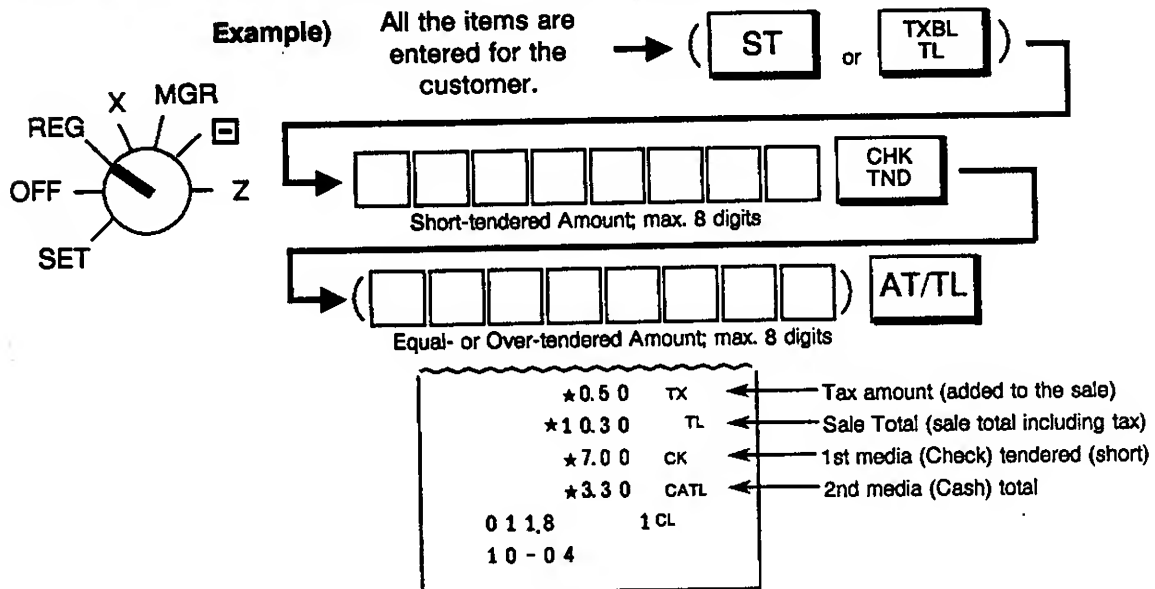 Example) All the items are entered for the customer.
ST or TXBL TL
MGR
X
REG
OFF
Z
SET
CHK TND
Short-tendered Amount; max. 8 digits
AT/TL
Equal- or Over-tendered Amount; max. 8 digits
★0.50 TX Tax amount (added to the sale)
★10.30 TL Sale Total (sale total including tax)
★7.00 CK 1st media (Check) tendered (short)
★3.30 CATL 2nd media (Cash) total
011.8 1CL
10-04